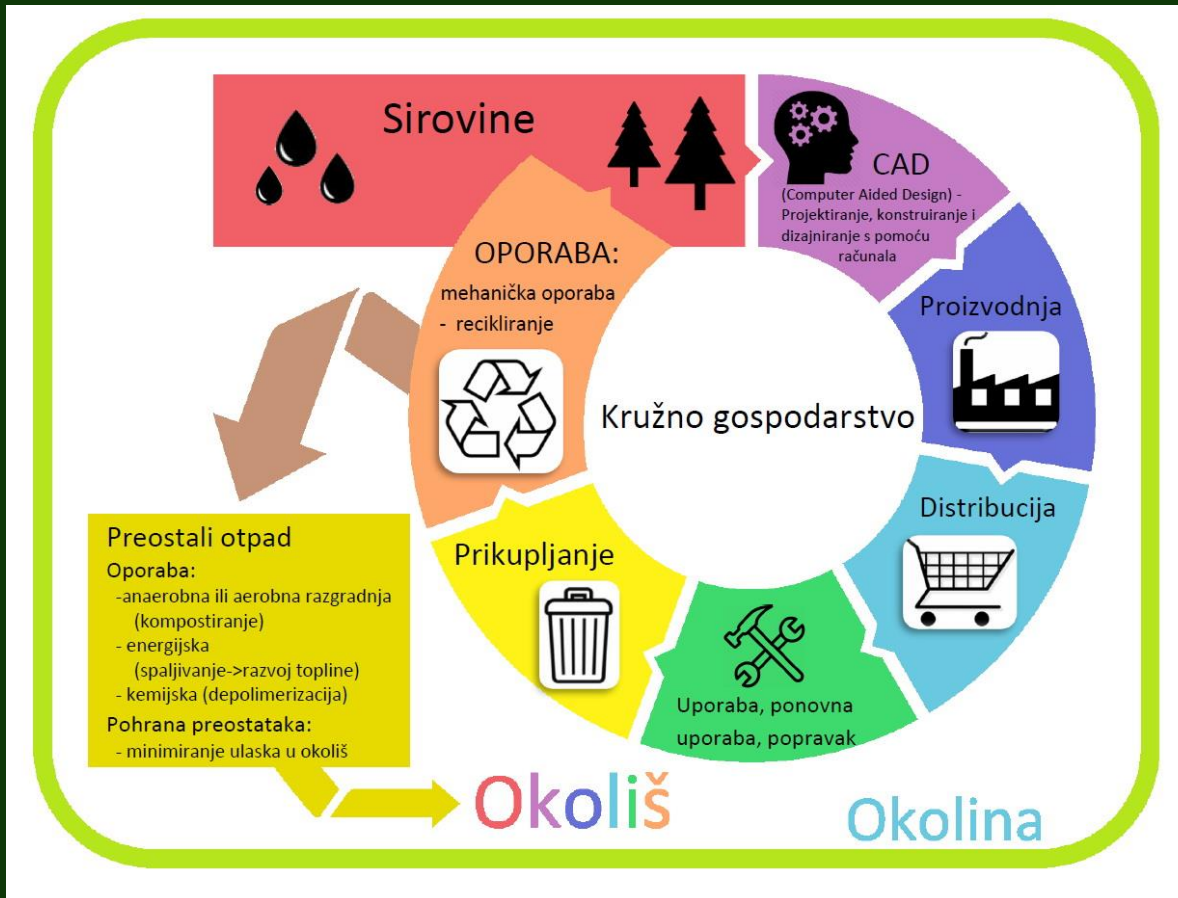 Sirovine
CAD
(Computer Aided Design) -
Projektiranje, konstruiranje i
dizajniranje s pomoću
računala
Proizvodnja
Distribucija
Uporaba, ponovna
uporaba, popravak
Prikupljanje
OPORABA:
mehanička oporaba
- recikliranje
Kružno gospodarstvo
Preostali otpad
Oporaba:
-anaerobna ili aerobna razgradnja
(kompostiranje)
- energijska
(spaljivanje->razvoj topline)
- kemijska (depolimerizacija)
Pohrana preostataka:
- minimiranje ulaska u okoliš
Okoliš
Okolina